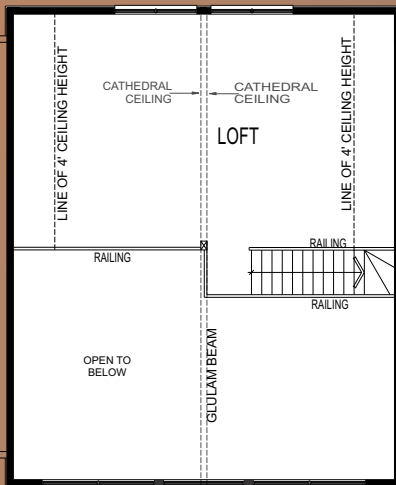 CATHEDRAL
CEILING
CATHEDRAL
CEILING
LINE OF 4' CEILING HEIGHT
LOFT
LINE OF 4' CEILING HEIGHT
RAILING
RAILING
RAILING
OPEN TO
BELOW
GLULAM BEAM